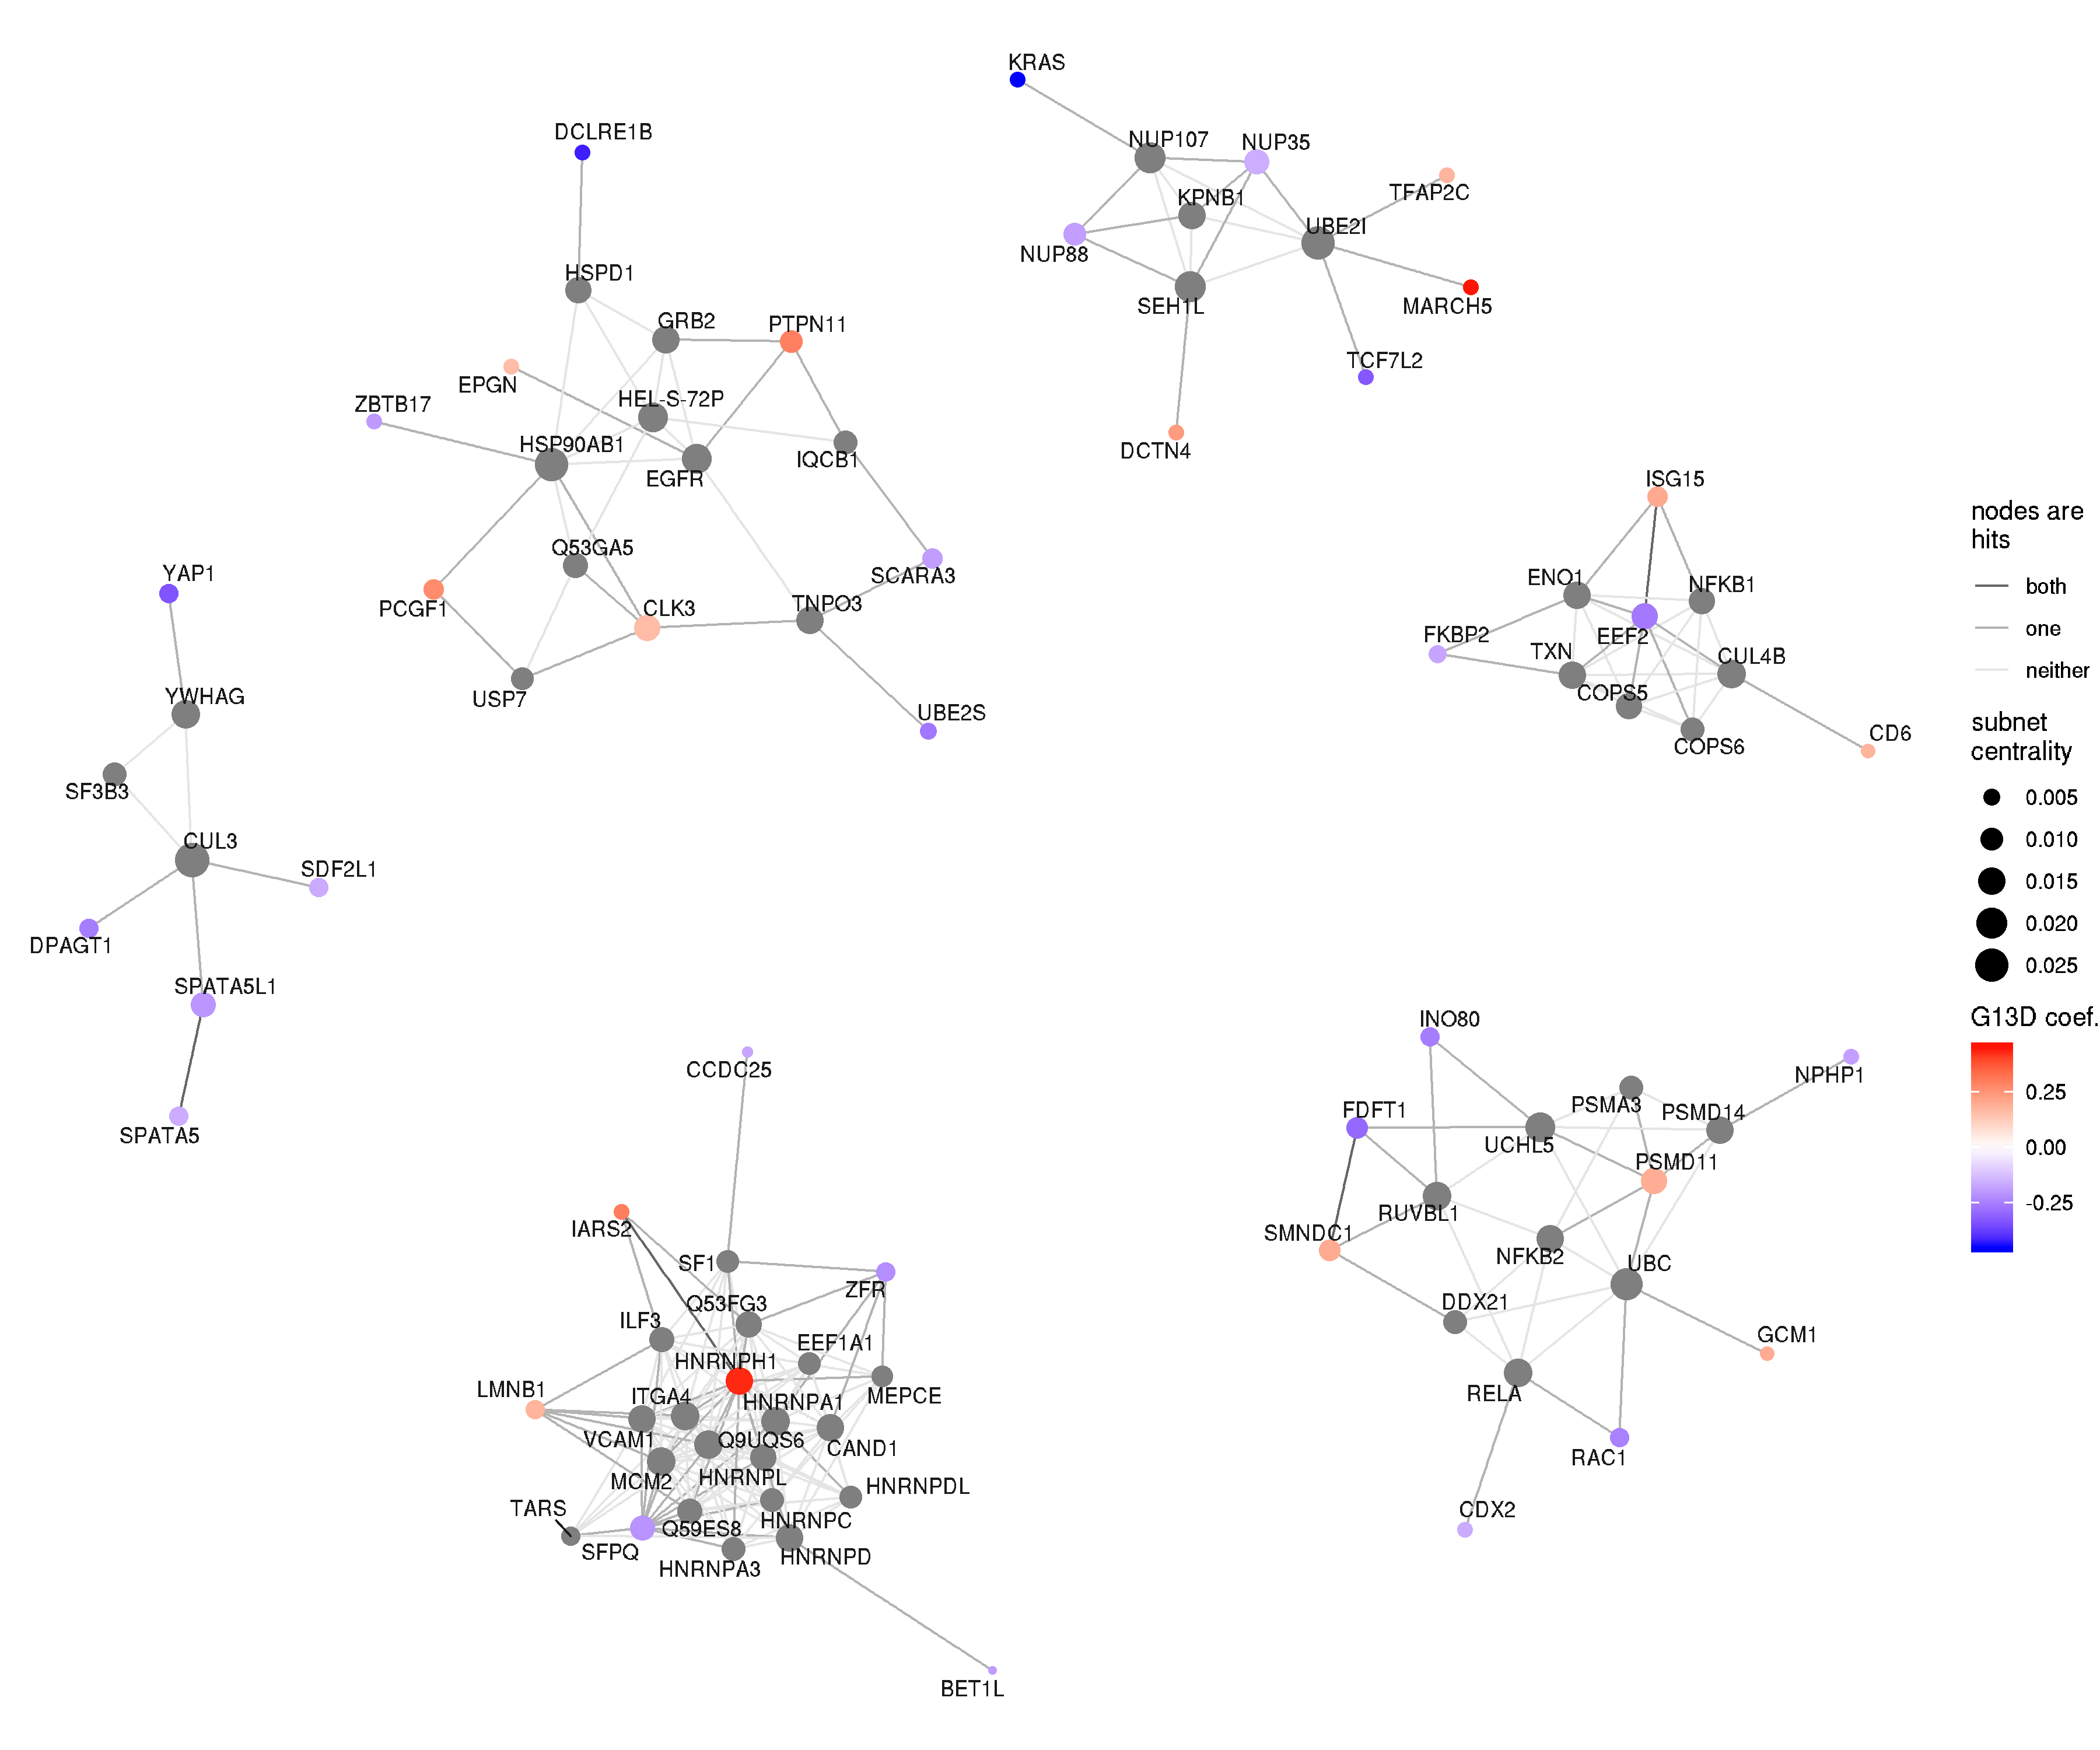 KRAS
DCLRE1B
NUP107
NUP35
TFAP2C
KPNB1
UBE2I
NUP88
SEH1L
MARCH5
TCF7L2
DCTN4
HSPD1
GRB2
PTPN11
EPGN
ZBTB17
HEL-S-72P
HSP90AB1
IQCB1
EGFR
Q53GA5
SCARA3
PCGF1
CLK3
TNPO3
USP7
UBE2S
ISG15
ENO1
NFKB1
FKBP2
EEF2
TXN
CUL4B
COPS5
COPS6
CD6
YAP1
YWHAG
SF3B3
CUL3
SDF2L1
DPAGT1
SPATA5L1
SPATA5
CCDC25
IARS2
SF1
ZFR
Q53FG3
ILF3
EEF1A1
HNRNPH1
LMNB1
ITGA4
HNRNPA1
MEPCE
VCAM1
Q9UQS6
CAND1
MCM2
HNRNPL
HNRNPDL
TARS
Q59ES8
HNRNPC
SFPQ
HNRNPA3
HNRNPD
BET1L
INO80
NPHP1
FDFT1
PSMA3
PSMD14
UCHL5
PSMD11
RUVBL1
SMNDC1
NFKB2
UBC
DDX21
GCM1
RELA
RAC1
CDX2
nodes are
hits
both
one
neither
subnet
centrality
0.005
0.010
0.015
0.020
0.025
G13D coef.
0.25
0.00
-0.25